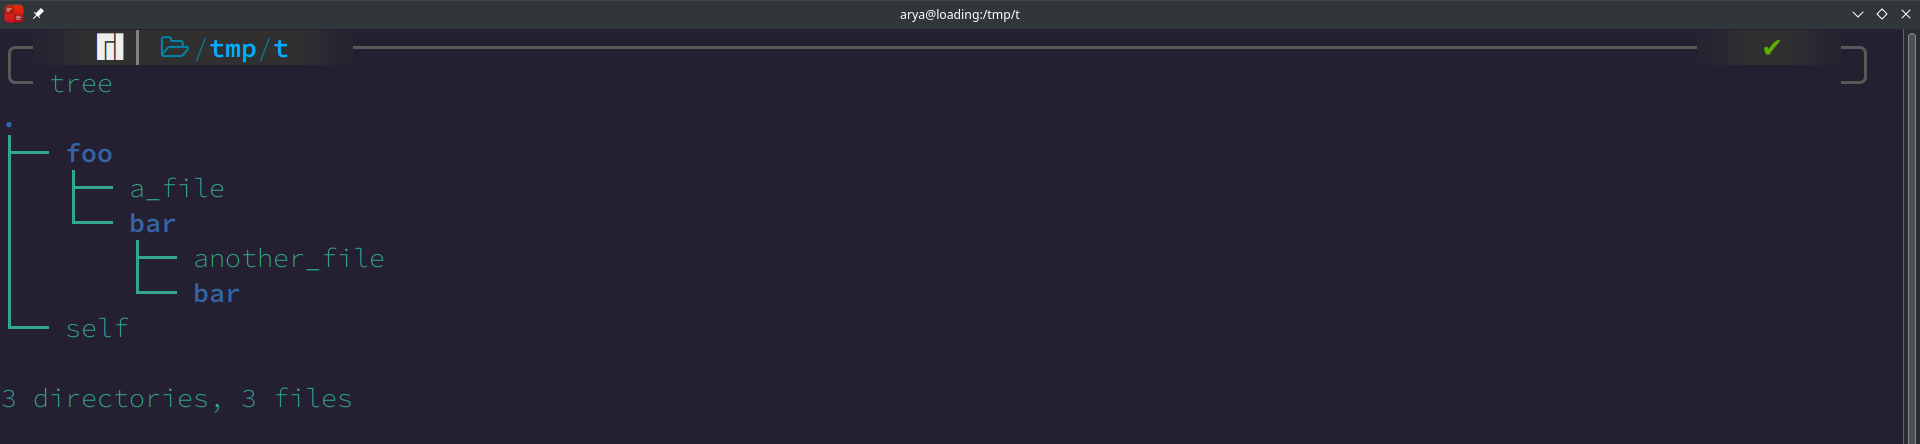 arya@loading:/tmp/t
/tmp/t ✔
tree
.
├── foo
│   ├── a_file
│   └── bar
│       ├── another_file
│       └── bar
└── self
3 directories, 3 files